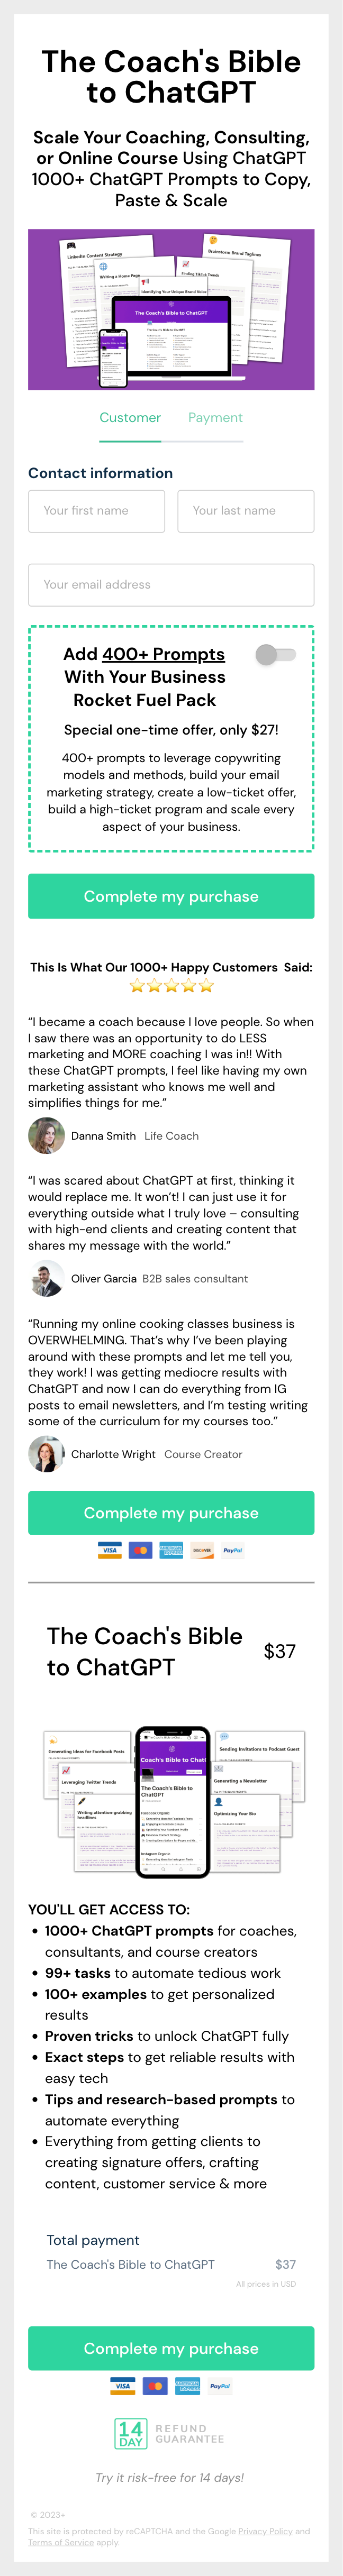 The Coach's Bible
to ChatGPT
Scale Your Coaching, Consulting,
or Online Course Using ChatGPT
1000+ ChatGPT Prompts to Copy,
Paste & Scale
LinkedIn Content Strategy
Brainstorm Brand Taglines
Writing a Home Page
Finding TikTok Trends
Identifying Your Unique Brand Voice
The Coach's Bible to ChatGPT
Customer Payment
Contact information
Your first name Your last name
Your email address
Add 400+ Prompts
With Your Business
Rocket Fuel Pack
Special one-time offer, only $27!
400+ prompts to leverage copywriting
models and methods, build your email
marketing strategy, create a low-ticket offer,
build a high-ticket program and scale every
aspect of your business.
Complete my purchase
This Is What Our 1000+ Happy Customers Said:
“I became a coach because I love people. So when
I saw there was an opportunity to do LESS
marketing and MORE coaching I was in!! With
these ChatGPT prompts, I feel like having my own
marketing assistant who knows me well and
simplifies things for me.”
Danna Smith Life Coach
“I was scared about ChatGPT at first, thinking it
would replace me. It won’t! I can just use it for
everything outside what I truly love – consulting
with high-end clients and creating content that
shares my message with the world.”
Oliver Garcia B2B sales consultant
“Running my online cooking classes business is
OVERWHELMING. That’s why I’ve been playing
around with these prompts and let me tell you,
they work! I was getting mediocre results with
ChatGPT and now I can do everything from IG
posts to email newsletters, and I’m testing writing
some of the curriculum for my courses too.”
Charlotte Wright Course Creator
Complete my purchase
VISA DISCOVER PayPal
The Coach's Bible
to ChatGPT
$37
Generating Ideas for Facebook Posts
Sending Invitations to Podcast Guest
Leveraging Twitter Trends
Generating a Newsletter
Writing attention-grabbing
headlines
Optimizing Your Bio
Coach's Bible to Chat
The Coach's Bible to
ChatGPT
YOU'LL GET ACCESS TO:
• 1000+ ChatGPT prompts for coaches,
consultants, and course creators
• 99+ tasks to automate tedious work
• 100+ examples to get personalized
results
• Proven tricks to unlock ChatGPT fully
• Exact steps to get reliable results with
easy tech
• Tips and research-based prompts to
automate everything
• Everything from getting clients to
creating signature offers, crafting
content, customer service & more
Total payment
The Coach's Bible to ChatGPT $37
All prices in USD
Complete my purchase
VISA PayPal
14 DAY REFUND
GUARANTEE
Try it risk-free for 14 days!
© 2023+
This site is protected by reCAPTCHA and the Google Privacy Policy and
Terms of Service apply.